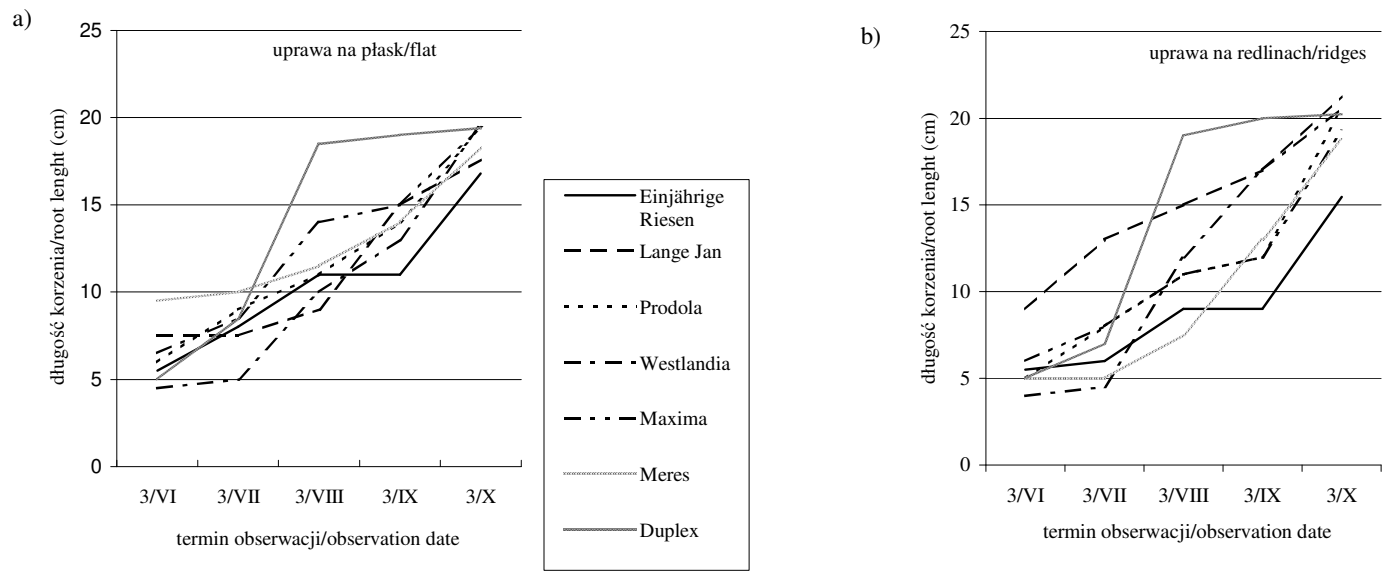 a)
uprawa na płask/flat
długość korzenia/root lenght (cm)
25
20
15
10
5
0
3/VI 3/VII 3/VIII 3/IX 3/X
termin obserwacji/observation date
Einjährige
Riesen
Lange Jan
Prodola
Westlandia
Maxima
Meres
Duplex
b)
uprawa na redlinach/ridges
długość korzenia/root lenght (cm)
25
20
15
10
5
0
3/VI 3/VII 3/VIII 3/IX 3/X
termin obserwacji/observation date